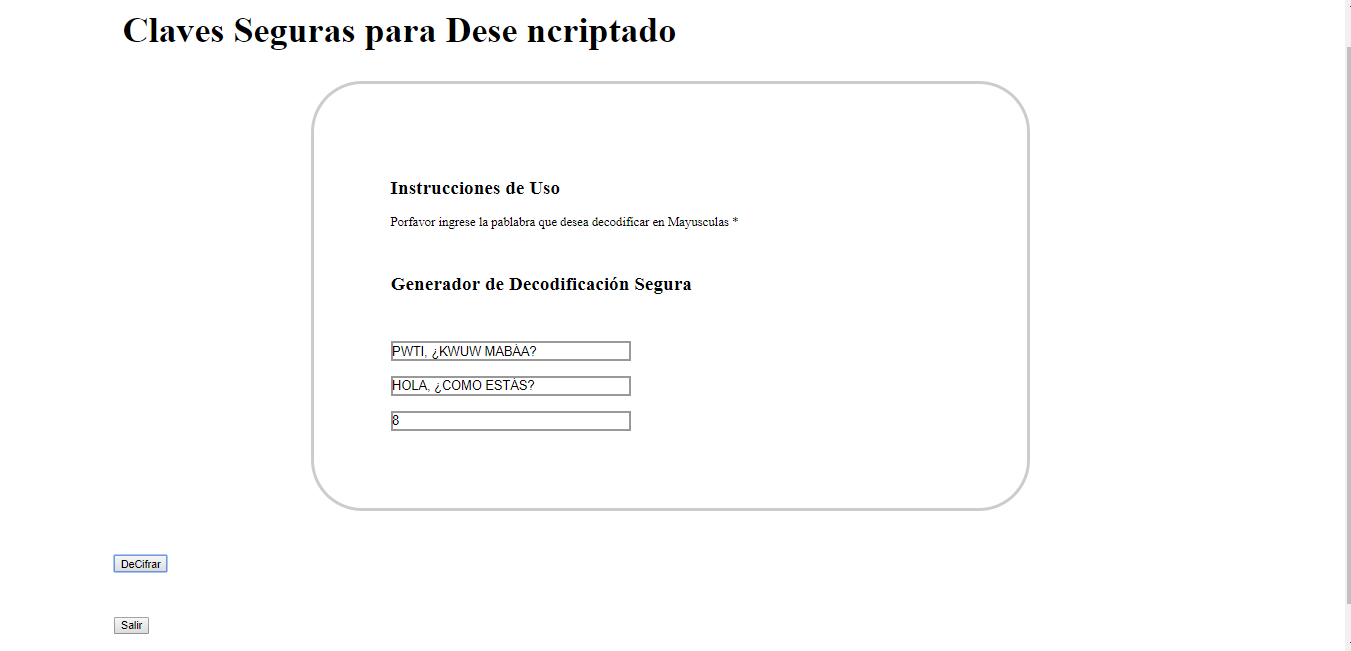 Claves Seguras para Dese ncriptado
Instrucciones de Uso
Porfavor ingrese la pablabra que desea decodificar en Mayusculas *
Generador de Decodificación Segura
PWTI, ¿KWUW MABÁA?
HOLA, ¿COMO ESTÁS?
8
DeCifrar
Salir